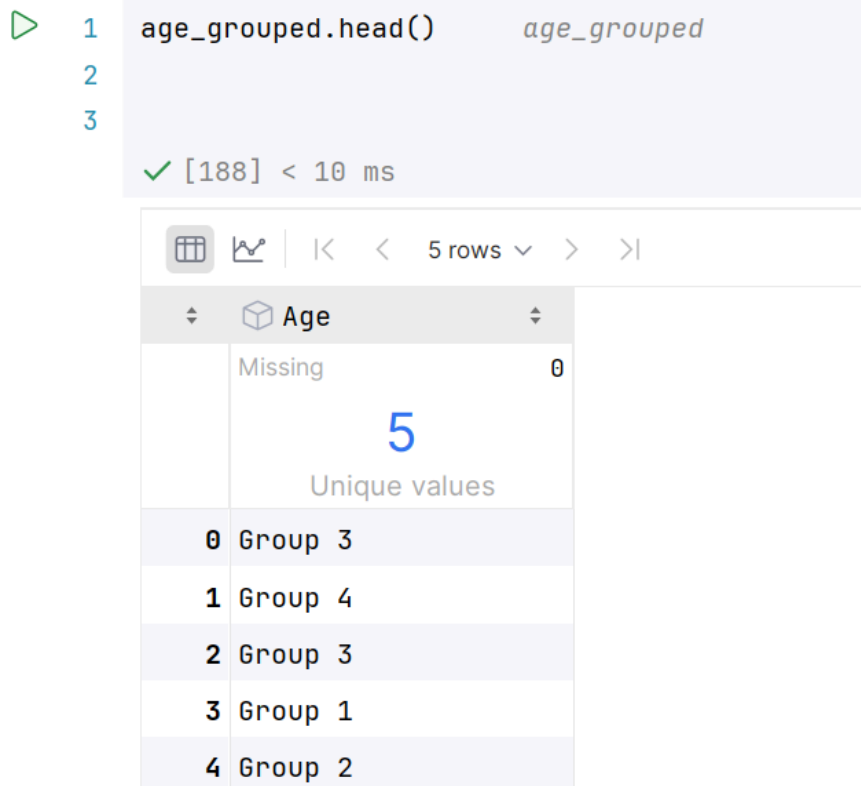 1 age_grouped.head() age_grouped
2
3
[188] < 10 ms
5 rows
Age
Missing 0
5
Unique values
0 Group 3
1 Group 4
2 Group 3
3 Group 1
4 Group 2